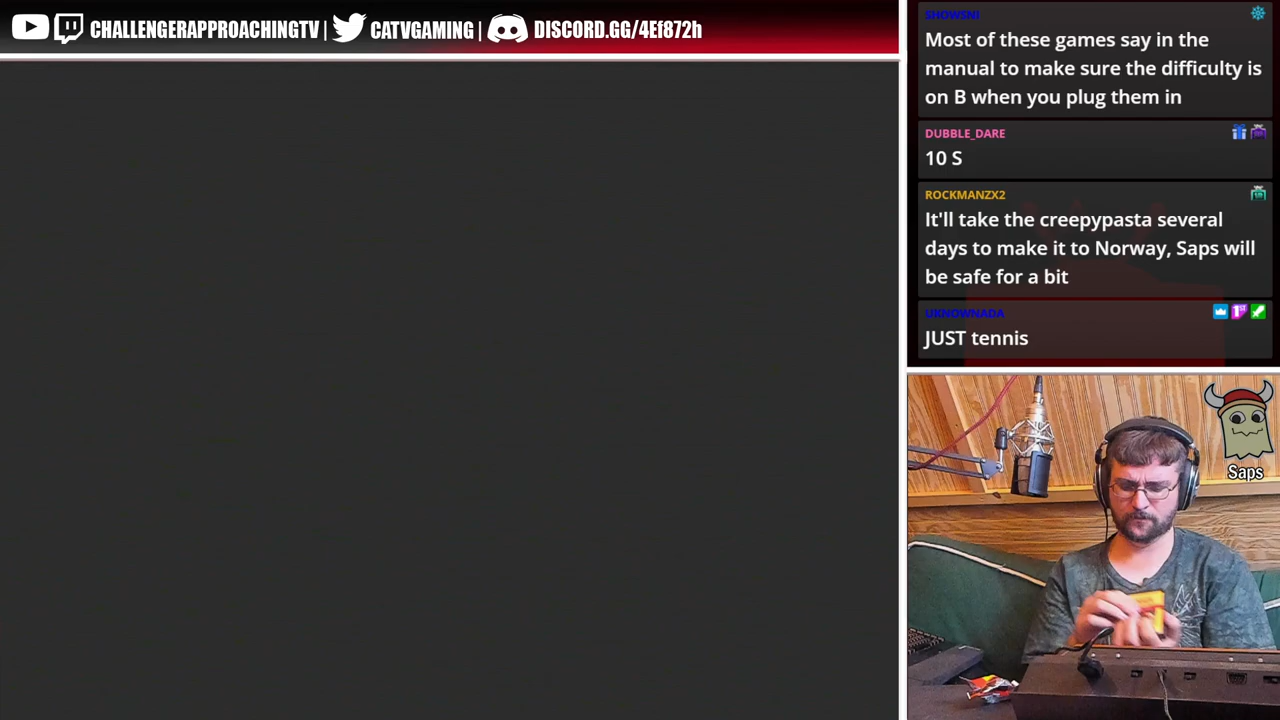 CHALLENGERAPPROACHINGTV | CATVGAMING | DISCORD.GG/4Ef872h
SHOWSNI
Most of these games say in the
manual to make sure the difficulty is
on B when you plug them in
DUBBLE_DARE
10 S
ROCKMANZX2
It'll take the creepypasta several
days to make it to Norway, Saps will
be safe for a bit
UKNOWNADA
JUST tennis
Saps